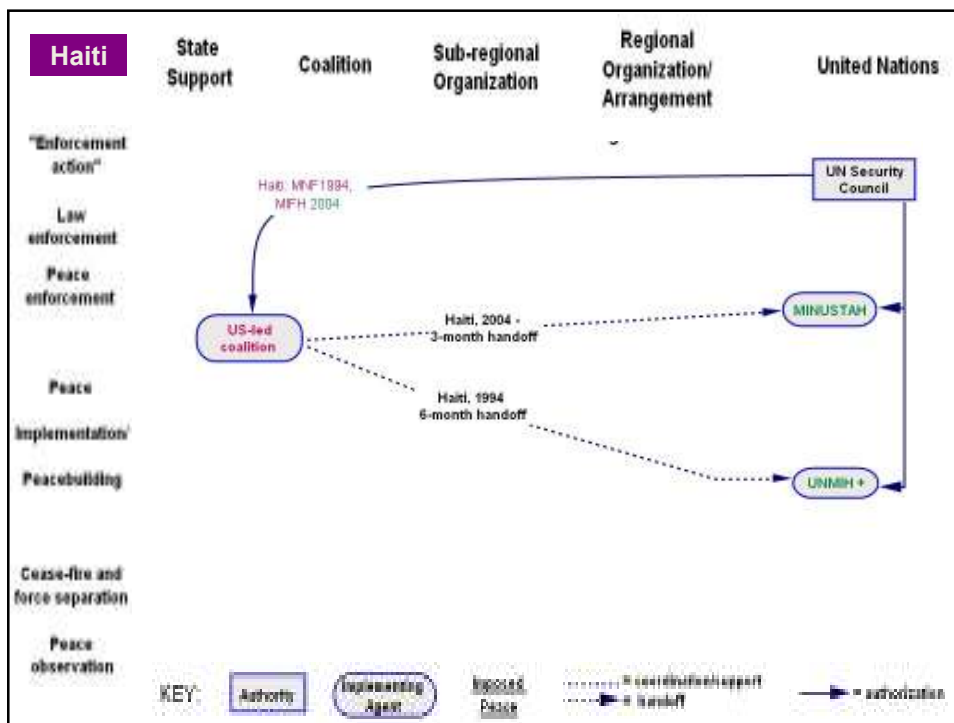 Haiti
State
Support
Coalition
Sub-regional
Organization
Regional
Organization/
Arrangement
United Nations
"Enforcement
action"
UN Security
Council
Haiti: MNF1994,
MIFH 2004
Law
enforcement
Peace
enforcement
US-led
coalition
Haiti, 2004 -
3-month handoff
MINUSTAH
Peace
Implementation/
Peacebuilding
Haiti, 1994
6-month handoff
UNMIH +
Cease-fire and
force separation
Peace
observation
KEY:
Authority
Implementing
Agent
Imposed
Peace
= coordination/support
= handoff
= authorization